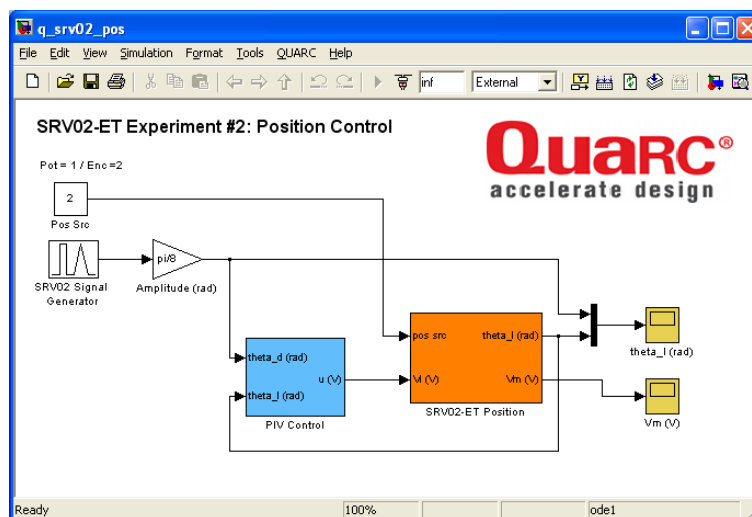 q_srv02_pos
File Edit View Simulation Format Tools QUARC Help
inf External
SRV02-ET Experiment #2: Position Control
QUARC®
accelerate design
Pot = 1 / Enc =2
2
Pos Src
pi/8
SRV02 Signal
Generator
Amplitude (rad)
pos src
theta_l (rad)
theta_d (rad)
theta_l (rad)
u (V)
Vl (V)
Vm (V)
PIV Control
SRV02-ET Position
theta_l (rad)
Vm (V)
Ready 100% ode1